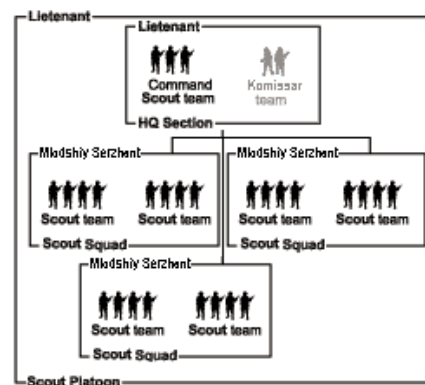 Lietenant
Lietenant
Command
Scout team
Komissar
team
HQ Section
Mladshiy Serzhant
Scout team
Scout team
Scout Squad
Mladshiy Serzhant
Scout team
Scout team
Scout Squad
Mladshiy Serzhant
Scout team
Scout team
Scout Squad
Scout Platoon